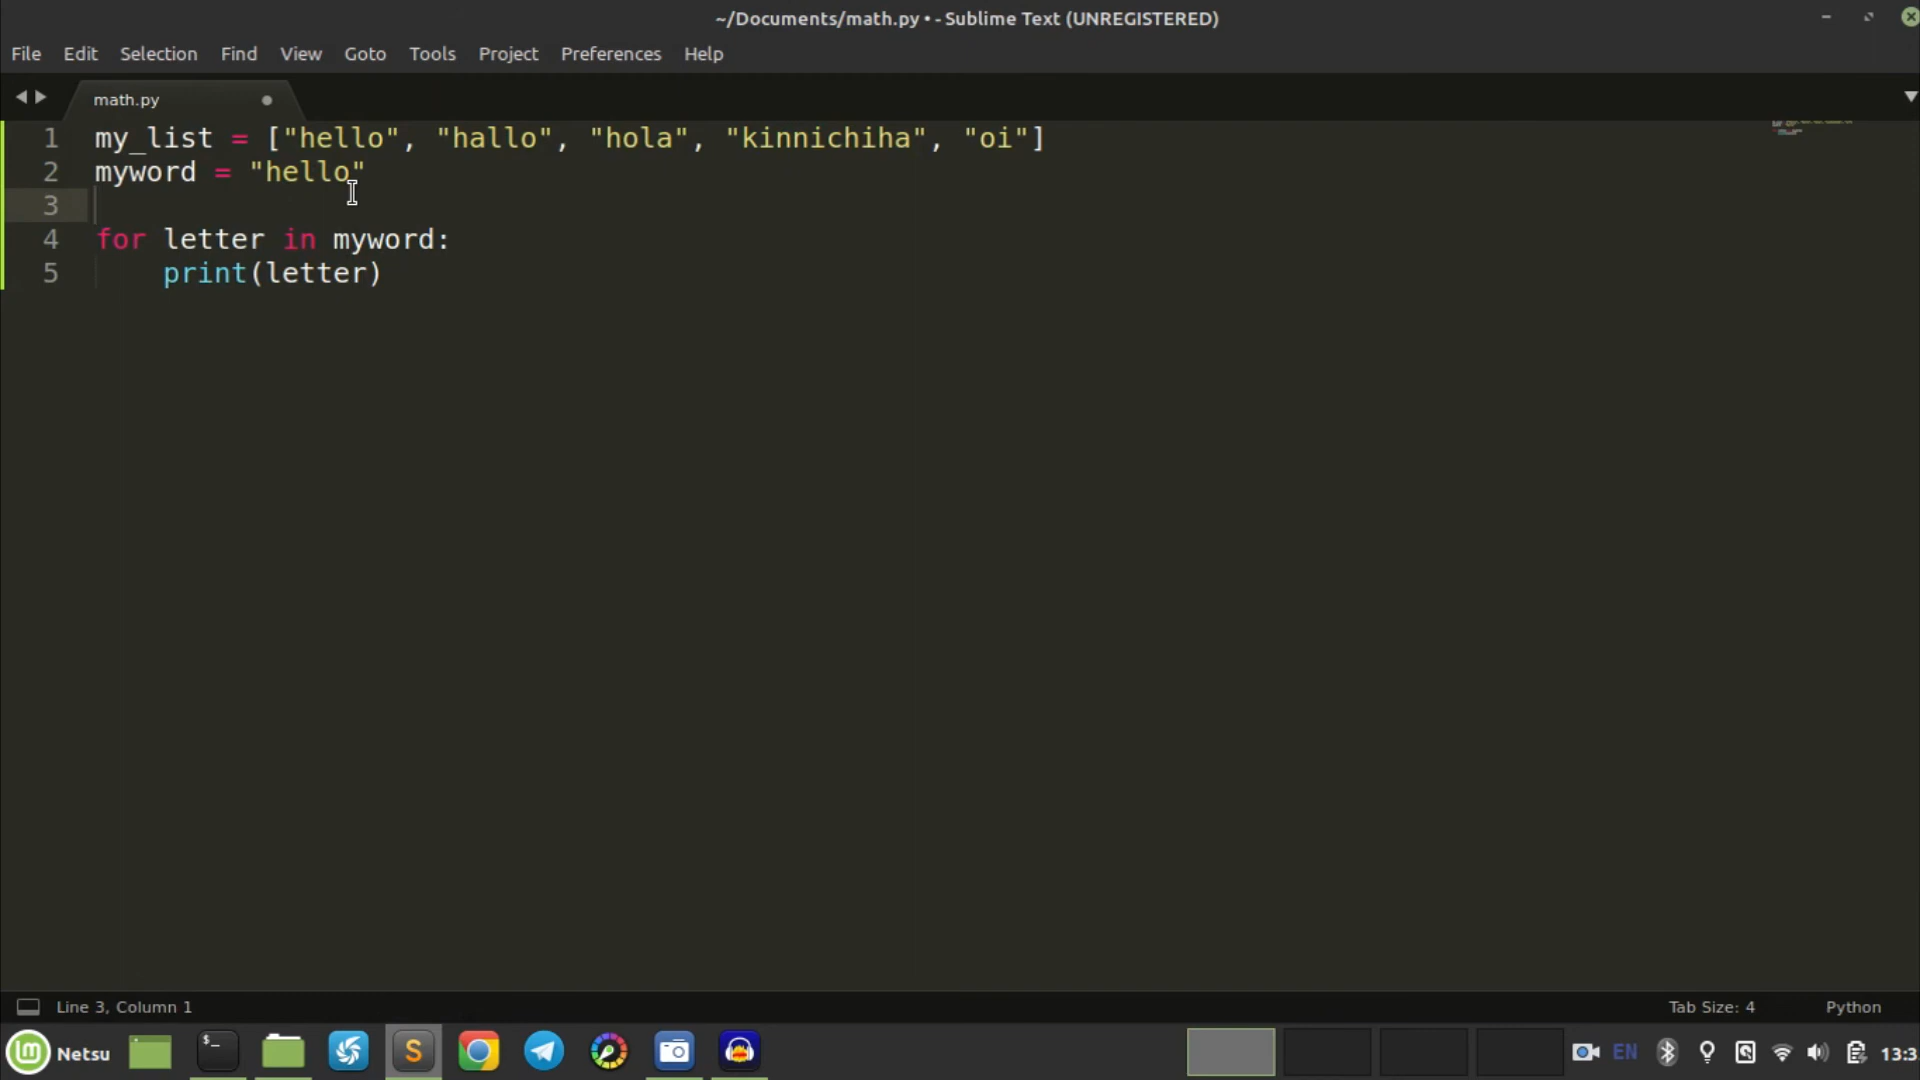 ~/Documents/math.py • - Sublime Text (UNREGISTERED)
File Edit Selection Find View Goto Tools Project Preferences Help
math.py
1 my_list = ["hello", "hallo", "hola", "kinnichiha", "oi"]
2 myword = "hello"
3
4 for letter in myword:
5     print(letter)
Line 3, Column 1 Tab Size: 4 Python
Netsu $_ S EN 13:3